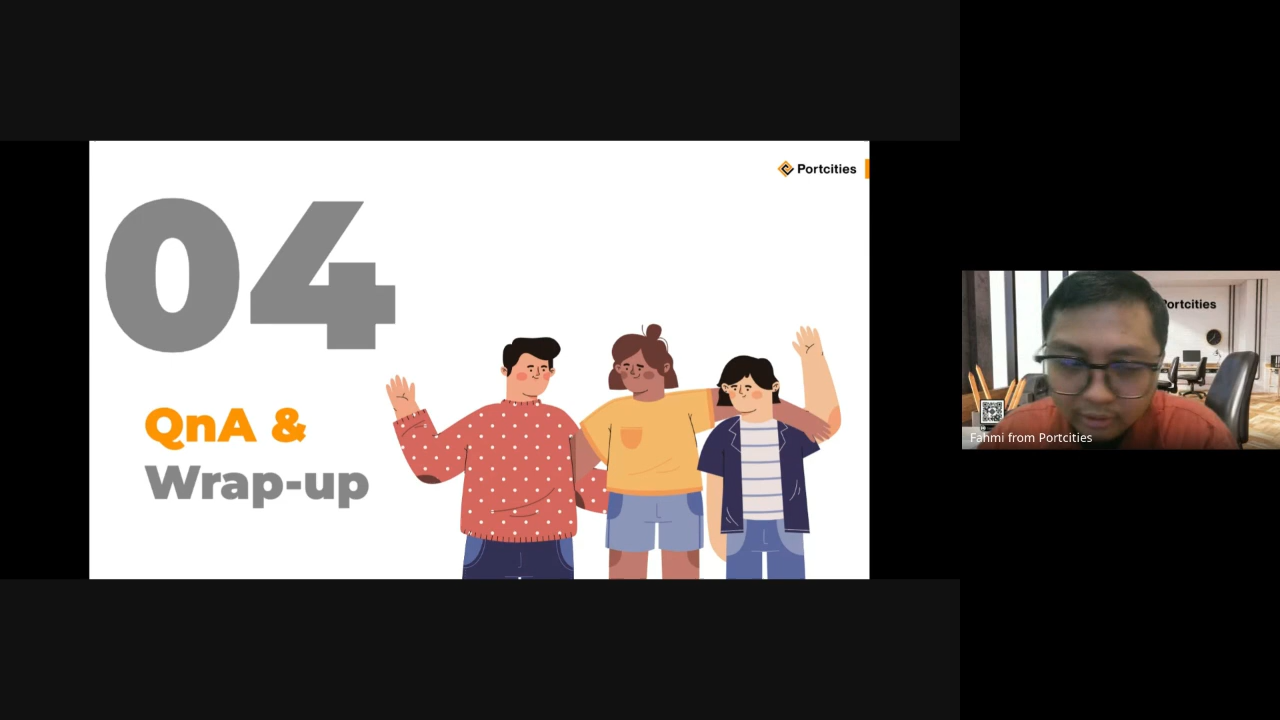 Portcities
04
QnA &
Wrap-up
Portcities
Fahmi from Portcities